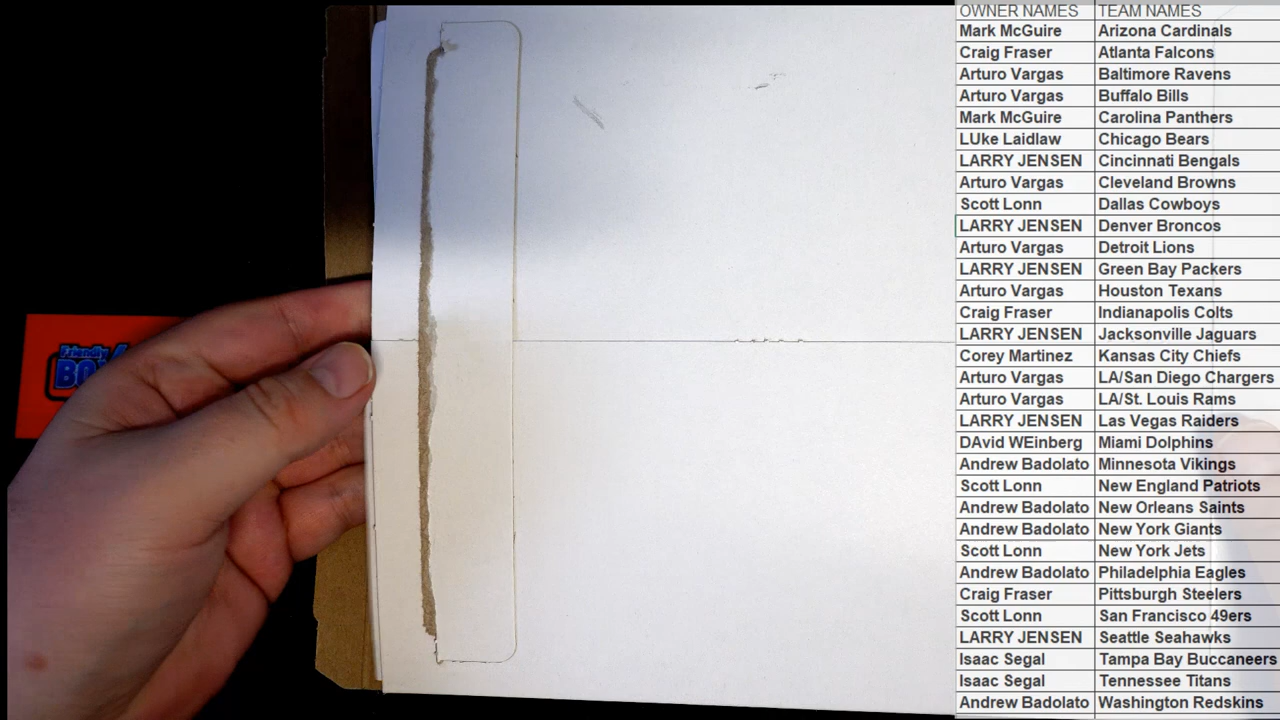 OWNER NAMES TEAM NAMES
Mark McGuire Arizona Cardinals
Craig Fraser Atlanta Falcons
Arturo Vargas Baltimore Ravens
Arturo Vargas Buffalo Bills
Mark McGuire Carolina Panthers
LUke Laidlaw Chicago Bears
LARRY JENSEN Cincinnati Bengals
Arturo Vargas Cleveland Browns
Scott Lonn Dallas Cowboys
LARRY JENSEN Denver Broncos
Arturo Vargas Detroit Lions
LARRY JENSEN Green Bay Packers
Arturo Vargas Houston Texans
Craig Fraser Indianapolis Colts
LARRY JENSEN Jacksonville Jaguars
Corey Martinez Kansas City Chiefs
Arturo Vargas LA/San Diego Chargers
Arturo Vargas LA/St. Louis Rams
LARRY JENSEN Las Vegas Raiders
DAvid WEinberg Miami Dolphins
Andrew Badolato Minnesota Vikings
Scott Lonn New England Patriots
Andrew Badolato New Orleans Saints
Andrew Badolato New York Giants
Scott Lonn New York Jets
Andrew Badolato Philadelphia Eagles
Craig Fraser Pittsburgh Steelers
Scott Lonn San Francisco 49ers
LARRY JENSEN Seattle Seahawks
Isaac Segal Tampa Bay Buccaneers
Isaac Segal Tennessee Titans
Andrew Badolato Washington Redskins
Friendly